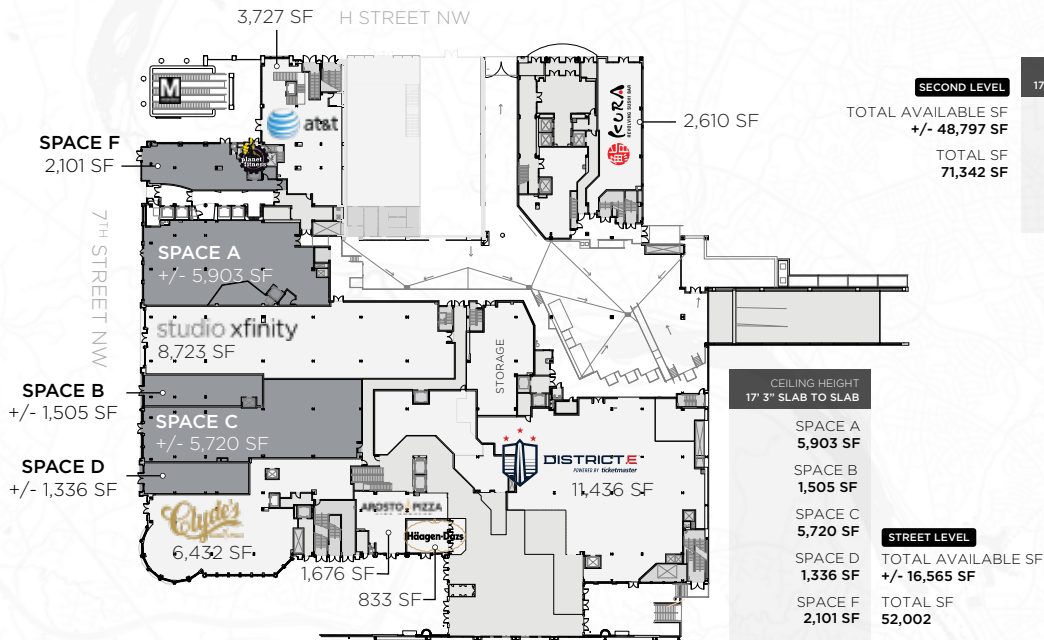 3,727 SF
H STREET NW
M
at&t
SPACE F
2,101 SF
planet
fitness
KURA
REVOLVING SUSHI BAR
2,610 SF
SECOND LEVEL
TOTAL AVAILABLE SF
+/- 48,797 SF
TOTAL SF
71,342 SF
17
7TH STREET NW
SPACE A
+/- 5,903 SF
studio xfinity
8,723 SF
STORAGE
SPACE B
+/- 1,505 SF
SPACE C
+/- 5,720 SF
SPACE D
+/- 1,336 SF
Clyde's
6,432 SF
DISTRICT E
POWERED BY ticketmaster
11,436 SF
AROSTO PIZZA
Häagen-Dazs
1,676 SF
833 SF
CEILING HEIGHT
17' 3" SLAB TO SLAB
SPACE A
5,903 SF
SPACE B
1,505 SF
SPACE C
5,720 SF
SPACE D
1,336 SF
SPACE F
2,101 SF
STREET LEVEL
TOTAL AVAILABLE SF
+/- 16,565 SF
TOTAL SF
52,002